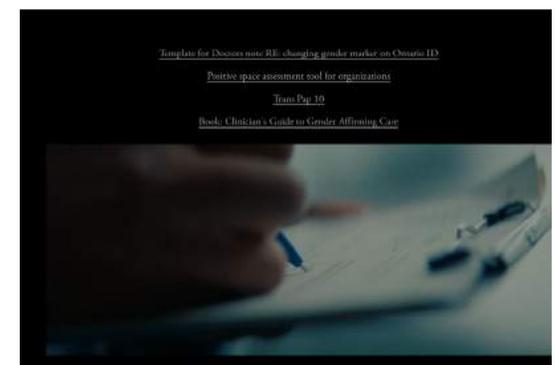 Template for Doctors note RE: changing gender marker on Ontario ID
Positive space assessment tool for organizations
Trans Pap 10
Book: Clinician's Guide to Gender Affirming Care